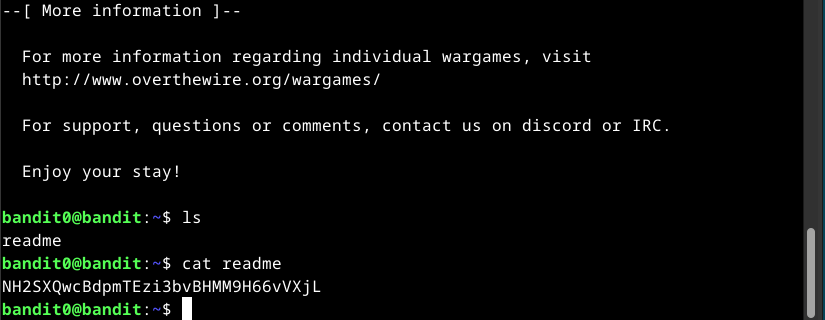 --[ More information ]--
For more information regarding individual wargames, visit
http://www.overthewire.org/wargames/
For support, questions or comments, contact us on discord or IRC.
Enjoy your stay!
bandit0@bandit:~$ ls
readme
bandit0@bandit:~$ cat readme
NH2SXQwcBdpmTEzi3bvBHMM9H66vVXjL
bandit0@bandit:~$